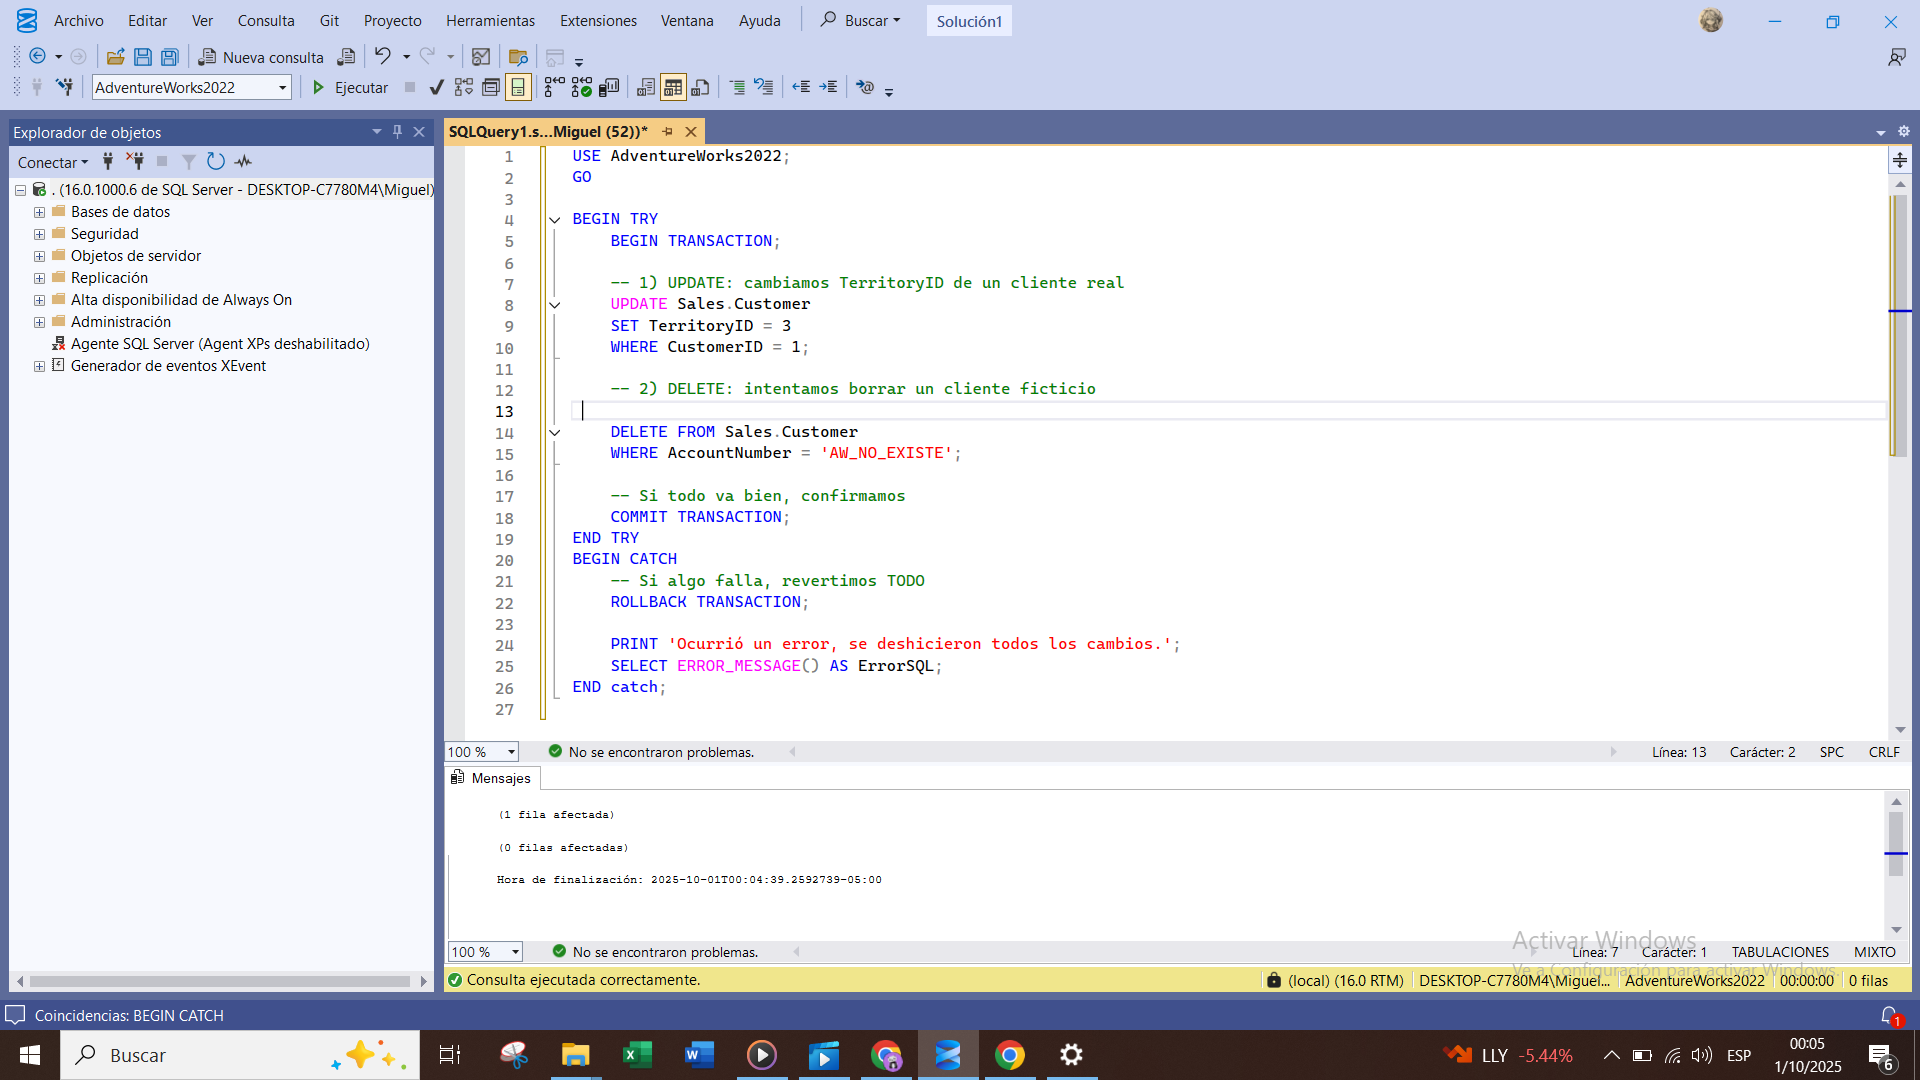 Archivo Editar Ver Consulta Git Proyecto Herramientas Extensiones Ventana Ayuda Buscar Solución1
Nueva consulta
AdventureWorks2022 Ejecutar
Explorador de objetos
Conectar
. (16.0.1000.6 de SQL Server - DESKTOP-C7780M4\Miguel)
Bases de datos
Seguridad
Objetos de servidor
Replicación
Alta disponibilidad de Always On
Administración
Agente SQL Server (Agent XPs deshabilitado)
Generador de eventos XEvent
SQLQuery1.s...Miguel (52))*
1 USE AdventureWorks2022;
2 GO
3
4 BEGIN TRY
5 BEGIN TRANSACTION;
6
7 -- 1) UPDATE: cambiamos TerritoryID de un cliente real
8 UPDATE Sales.Customer
9 SET TerritoryID = 3
10 WHERE CustomerID = 1;
11
12 -- 2) DELETE: intentamos borrar un cliente ficticio
13
14 DELETE FROM Sales.Customer
15 WHERE AccountNumber = 'AW_NO_EXISTE';
16
17 -- Si todo va bien, confirmamos
18 COMMIT TRANSACTION;
19 END TRY
20 BEGIN CATCH
21 -- Si algo falla, revertimos TODO
22 ROLLBACK TRANSACTION;
23
24 PRINT 'Ocurrió un error, se deshicieron todos los cambios.';
25 SELECT ERROR_MESSAGE() AS ErrorSQL;
26 END catch;
27
100 % No se encontraron problemas. Línea: 13 Carácter: 2 SPC CRLF
Mensajes
(1 fila afectada)
(0 filas afectadas)
Hora de finalización: 2025-10-01T00:04:39.2592739-05:00
Activar Windows
Ve a Configuración para activar Windows.
100 % No se encontraron problemas. Línea: 7 Carácter: 1 TABULACIONES MIXTO
Consulta ejecutada correctamente. (local) (16.0 RTM) DESKTOP-C7780M4\Miguel... AdventureWorks2022 00:00:00 0 filas
Coincidencias: BEGIN CATCH 1
Buscar LLY -5.44% ESP 00:05
1/10/2025 6